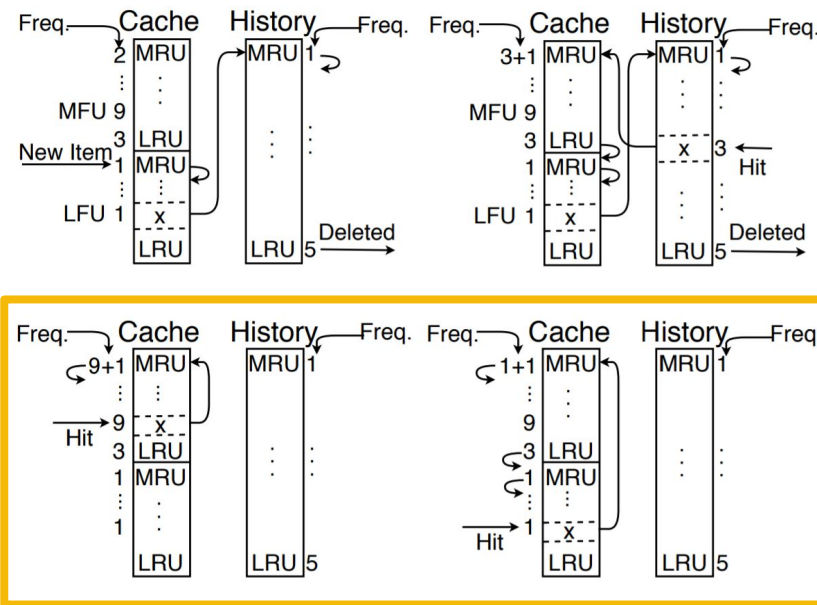 Freq. Cache History Freq.
2 MRU MRU 1
MFU 9
3 LRU
New Item 1 MRU
LFU 1 x
Deleted
LRU LRU 5
Freq. Cache History Freq.
3+1 MRU MRU 1
MFU 9
3 LRU x 3
1 MRU Hit
LFU 1 x
Deleted
LRU LRU 5
Freq. Cache History Freq.
9+1 MRU MRU 1
9 x
Hit
3 LRU
1 MRU
1
LRU LRU 5
Freq. Cache History Freq
1+1 MRU MRU 1
9
3 LRU
1 MRU
1 x
Hit
LRU LRU 5